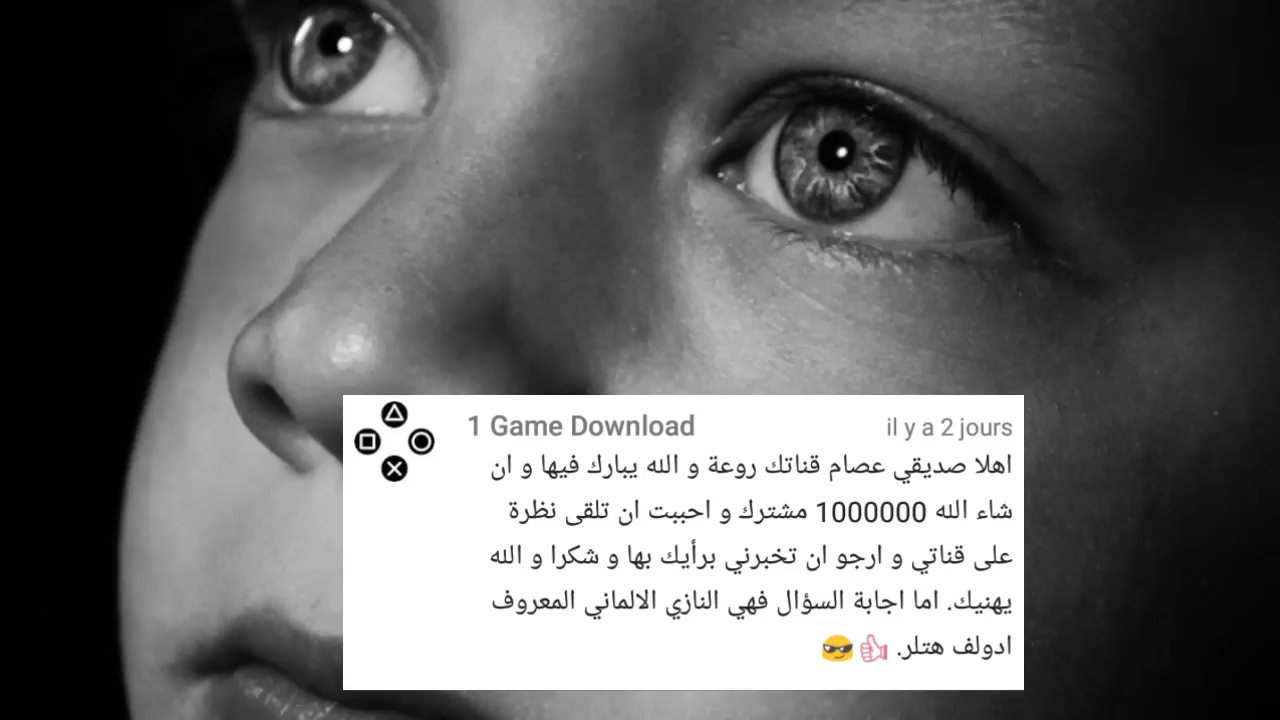 1 Game Download
il y a 2 jours
اهلا صديقي عصام قناتك روعة و الله يبارك فيها و ان
شاء الله 1000000 مشترك و احببت ان تلقى نظرة
على قناتي و ارجو ان تخبرني برأيك بها و شكرا و الله
يهنيك. اما اجابة السؤال فهي النازي الالماني المعروف
ادولف هتلر. 👍😎